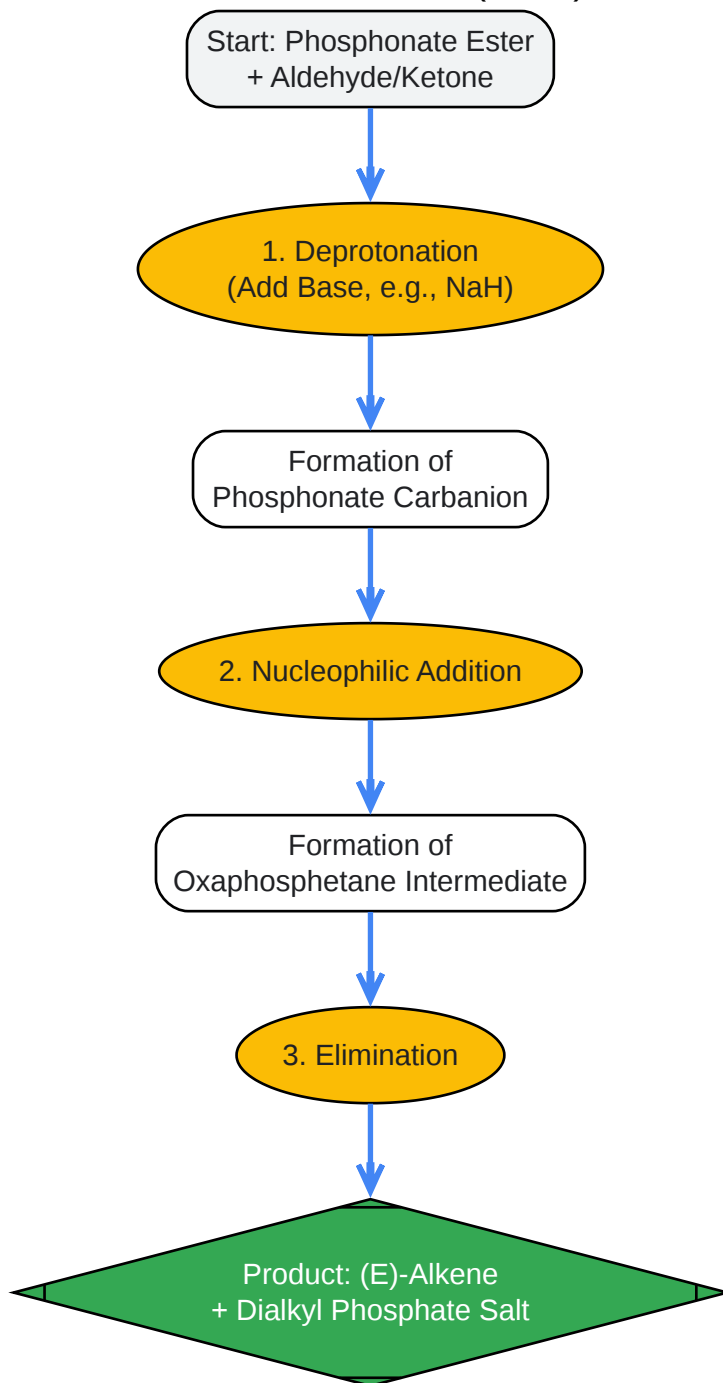 Start: Phosphonate Ester
+ Aldehyde/Ketone
1. Deprotonation
(Add Base, e.g., NaH)
Formation of
Phosphonate Carbanion
2. Nucleophilic Addition
Formation of
Oxaphosphetane Intermediate
3. Elimination
Product: (E)-Alkene
+ Dialkyl Phosphate Salt